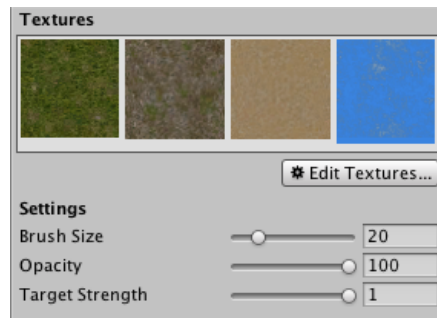 Textures
Edit Textures...
Settings
Brush Size 20
Opacity 100
Target Strength 1